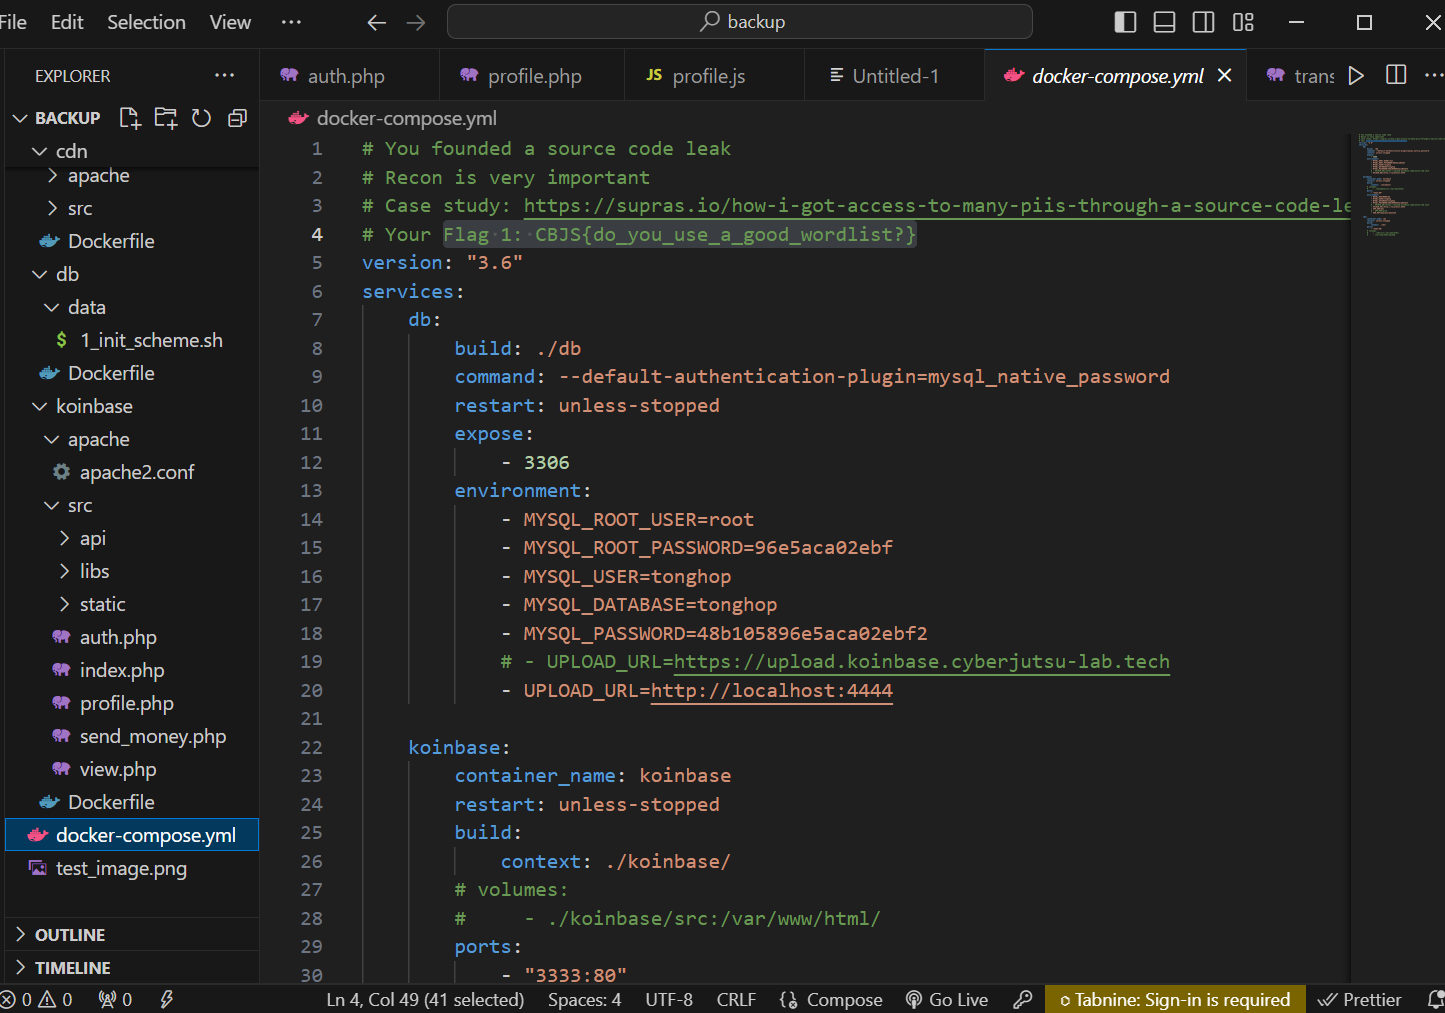 File Edit Selection View ···
backup
EXPLORER ···
auth.php
profile.php
JS profile.js
Untitled-1
docker-compose.yml
trans
BACKUP
docker-compose.yml
cdn
apache
src
Dockerfile
db
data
$ 1_init_scheme.sh
Dockerfile
koinbase
apache
apache2.conf
src
api
libs
static
auth.php
index.php
profile.php
send_money.php
view.php
Dockerfile
docker-compose.yml
test_image.png
OUTLINE
TIMELINE
1 # You founded a source code leak
2 # Recon is very important
3 # Case study: https://supras.io/how-i-got-access-to-many-piis-through-a-source-code-le
4 # Your Flag 1: CBJS{do_you_use_a_good_wordlist?}
5 version: "3.6"
6 services:
7 db:
8 build: ./db
9 command: --default-authentication-plugin=mysql_native_password
10 restart: unless-stopped
11 expose:
12 - 3306
13 environment:
14 - MYSQL_ROOT_USER=root
15 - MYSQL_ROOT_PASSWORD=96e5aca02ebf
16 - MYSQL_USER=tonghop
17 - MYSQL_DATABASE=tonghop
18 - MYSQL_PASSWORD=48b105896e5aca02ebf2
19 # - UPLOAD_URL=https://upload.koinbase.cyberjutsu-lab.tech
20 - UPLOAD_URL=http://localhost:4444
21
22 koinbase:
23 container_name: koinbase
24 restart: unless-stopped
25 build:
26 context: ./koinbase/
27 # volumes:
28 # - ./koinbase/src:/var/www/html/
29 ports:
30 - "3333:80"
0 0 0 Ln 4, Col 49 (41 selected) Spaces: 4 UTF-8 CRLF Compose Go Live Tabnine: Sign-in is required Prettier